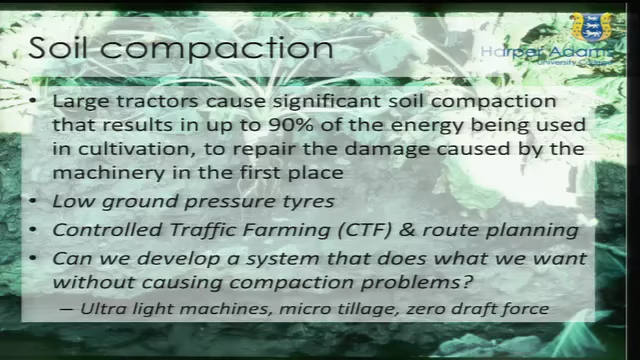 Soil compaction
Harper Adams
University College
• Large tractors cause significant soil compaction
that results in up to 90% of the energy being used
in cultivation, to repair the damage caused by the
machinery in the first place
• Low ground pressure tyres
• Controlled Traffic Farming (CTF) & route planning
• Can we develop a system that does what we want
without causing compaction problems?
– Ultra light machines, micro tillage, zero draft force